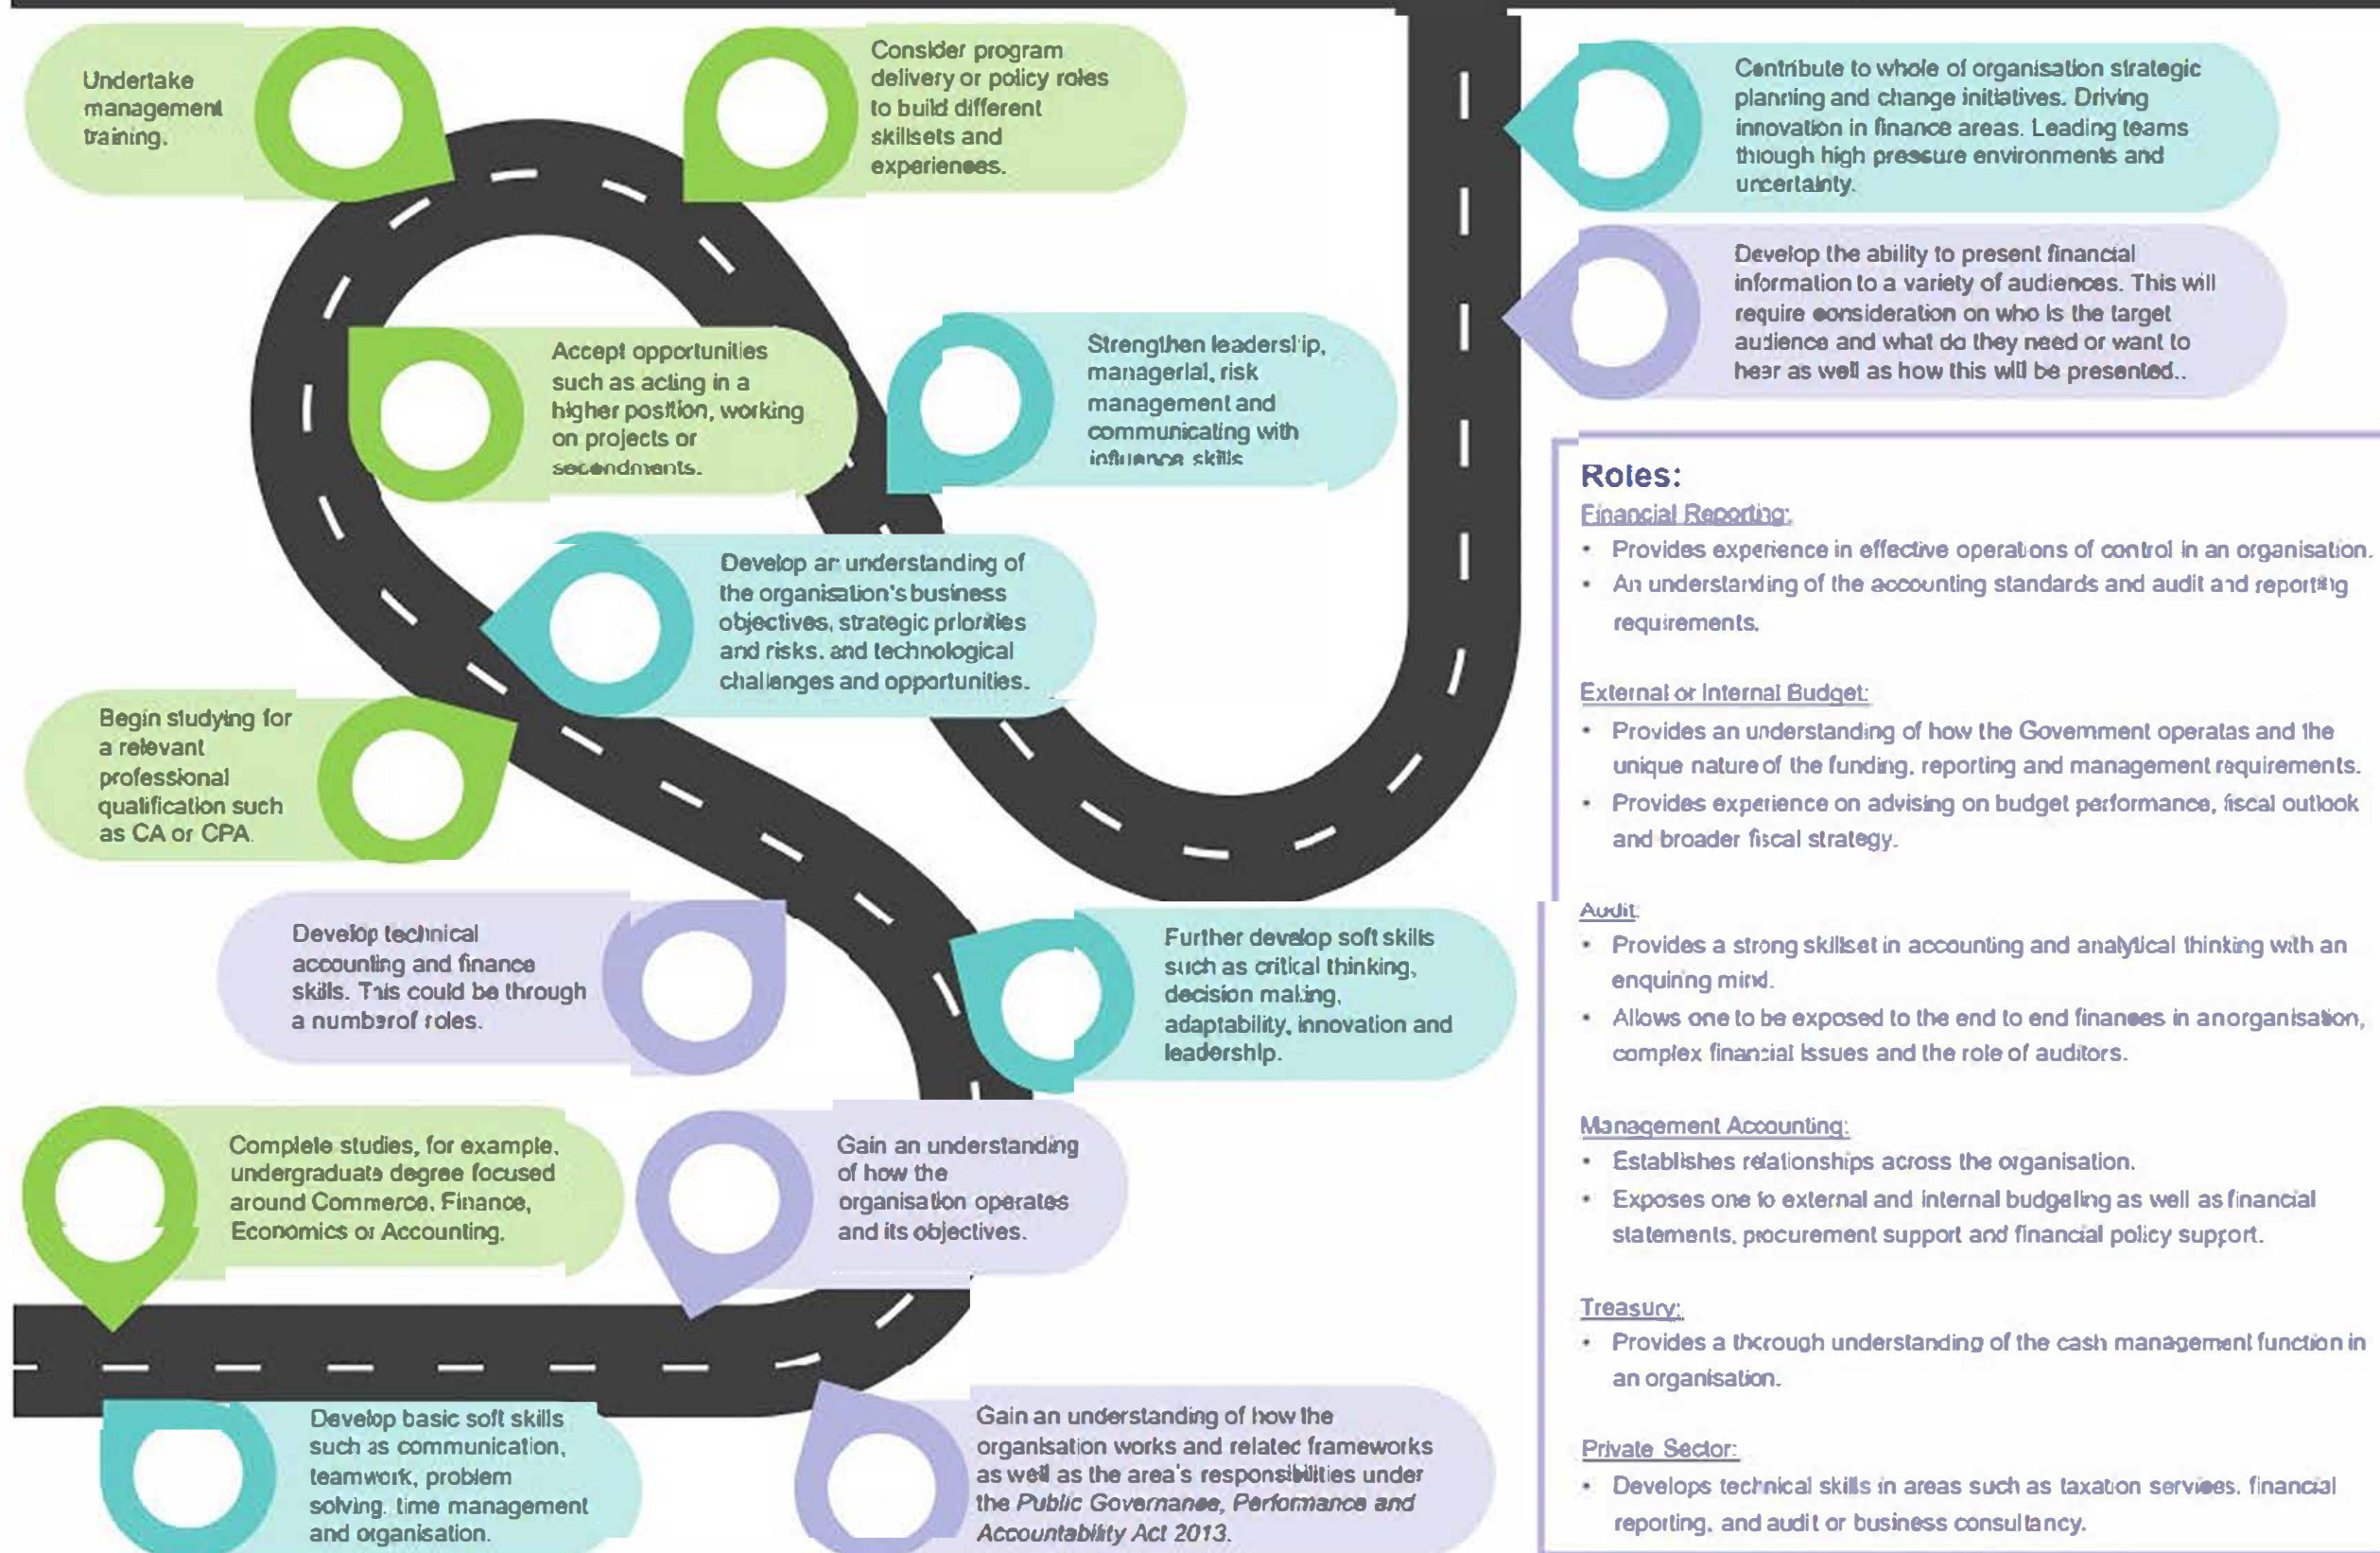 Undertake
management
training.
Consider program
delivery or policy roles
to build different
skillsets and
experiences.
Contribute to whole of organisation strategic
planning and change initiatives. Driving
innovation in finance areas. Leading teams
through high pressure environments and
uncertainty.
Develop the ability to present financial
information to a variety of audiences. This will
require consideration on who is the target
audience and what do they need or want to
hear as well as how this will be presented..
Accept opportunities
such as acting in a
higher position, working
on projects or
secondments.
Strengthen leadership,
managerial, risk
management and
communicating with
influence skills
Develop an understanding of
the organisation's business
objectives, strategic priorities
and risks, and technological
challenges and opportunities.
Begin studying for
a relevant
professional
qualification such
as CA or CPA.
Develop technical
accounting and finance
skills. This could be through
a number of roles.
Further develop soft skills
such as critical thinking,
decision making,
adaptability, innovation and
leadership.
Complete studies, for example,
undergraduate degree focused
around Commerce, Finance,
Economics or Accounting.
Gain an understanding
of how the
organisation operates
and its objectives.
Develop basic soft skills
such as communication,
teamwork, problem
solving, time management
and organisation.
Gain an understanding of how the
organisation works and related frameworks
as well as the area's responsibilities under
the Public Governance, Performance and
Accountability Act 2013.
Roles:
Financial Reporting:
• Provides experience in effective operations of control in an organisation.
• An understanding of the accounting standards and audit and reporting
requirements.
External or Internal Budget:
• Provides an understanding of how the Government operates and the
unique nature of the funding, reporting and management requirements.
• Provides experience on advising on budget performance, fiscal outlook
and broader fiscal strategy.
Audit:
• Provides a strong skillset in accounting and analytical thinking with an
enquiring mind.
• Allows one to be exposed to the end to end finances in an organisation,
complex financial issues and the role of auditors.
Management Accounting:
• Establishes relationships across the organisation.
• Exposes one to external and internal budgeting as well as financial
statements, procurement support and financial policy support.
Treasury:
• Provides a thorough understanding of the cash management function in
an organisation.
Private Sector:
• Develops technical skills in areas such as taxation services, financial
reporting, and audit or business consultancy.